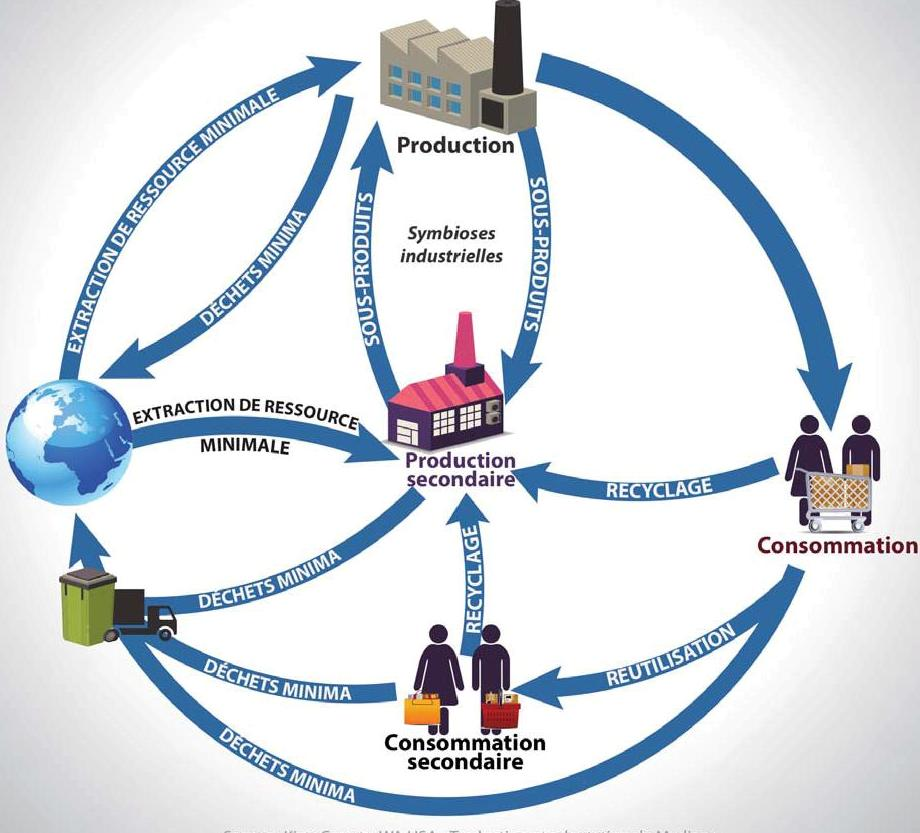 EXTRACTION DE RESSOURCE MINIMALE
DÉCHETS MINIMA
Production
SOUS-PRODUITS
Symbioses
industrielles
SOUS-PRODUITS
EXTRACTION DE RESSOURCE
MINIMALE
Production
secondaire
RECYCLAGE
Consommation
DÉCHETS MINIMA
RECYCLAGE
RÉUTILISATION
DÉCHETS MINIMA
Consommation
secondaire
DÉCHETS MINIMA